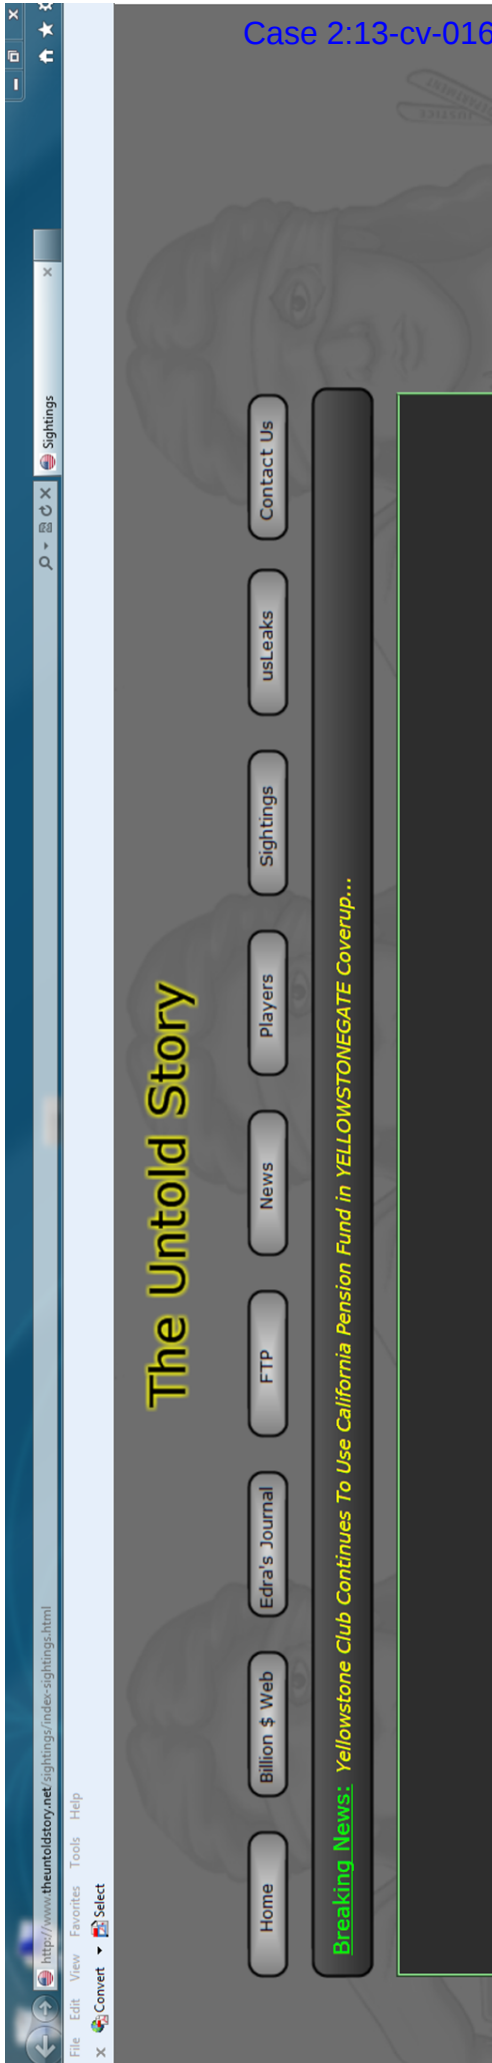 Case 2:13-cv-016
http://www.theuntoldstory.net/sightings/index-sightings.html
Sightings
File Edit View Favorites Tools Help
x Convert Select
The Untold Story
Home Billion $ Web Edra's Journal FTP News Players Sightings usLeaks Contact Us
Breaking News: Yellowstone Club Continues To Use California Pension Fund in YELLOWSTONEGATE Coverup...
JUSTICE
DEPARTMENT